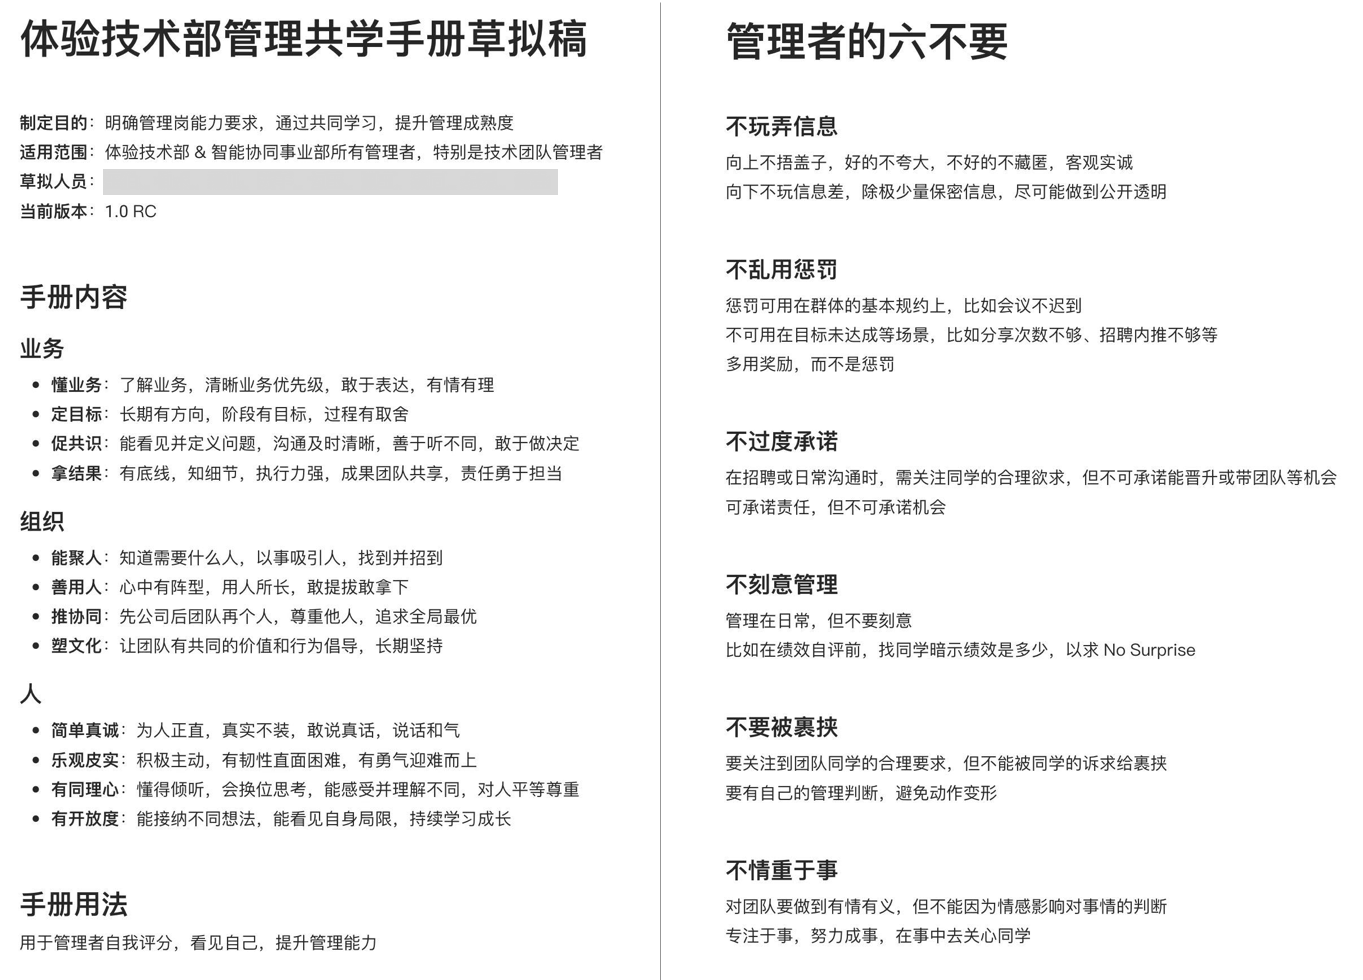 体验技术部管理共学手册草拟稿
制定目的：明确管理岗能力要求，通过共同学习，提升管理成熟度
适用范围：体验技术部 & 智能协同事业部所有管理者，特别是技术团队管理者
草拟人员：
当前版本：1.0 RC
手册内容
业务
• 懂业务：了解业务，清晰业务优先级，敢于表达，有情有理
• 定目标：长期有方向，阶段有目标，过程有取舍
• 促共识：能看见并定义问题，沟通及时清晰，善于听不同，敢于做决定
• 拿结果：有底线，知细节，执行力强，成果团队共享，责任勇于担当
组织
• 能聚人：知道需要什么人，以事吸引人，找到并招到
• 善用人：心中有阵型，用人所长，敢提拔敢拿下
• 推协同：先公司后团队再个人，尊重他人，追求全局最优
• 塑文化：让团队有共同的价值和行为倡导，长期坚持
人
• 简单真诚：为人正直，真实不装，敢说真话，说话和气
• 乐观皮实：积极主动，有韧性直面困难，有勇气迎难而上
• 有同理心：懂得倾听，会换位思考，能感受并理解不同，对人平等尊重
• 有开放度：能接纳不同想法，能看见自身局限，持续学习成长
手册用法
用于管理者自我评分，看见自己，提升管理能力
管理者的六不要
不玩弄信息
向上不捂盖子，好的不夸大，不好的不藏匿，客观实诚
向下不玩信息差，除极少量保密信息，尽可能做到公开透明
不乱用惩罚
惩罚可用在群体的基本规约上，比如会议不迟到
不可用在目标未达成等场景，比如分享次数不够、招聘内推不够等
多用奖励，而不是惩罚
不过度承诺
在招聘或日常沟通时，需关注同学的合理欲求，但不可承诺能晋升或带团队等机会
可承诺责任，但不可承诺机会
不刻意管理
管理在日常，但不要刻意
比如在绩效自评前，找同学暗示绩效是多少，以求 No Surprise
不要被裹挟
要关注到团队同学的合理要求，但不能被同学的诉求给裹挟
要有自己的管理判断，避免动作变形
不情重于事
对团队要做到有情有义，但不能因为情感影响对事情的判断
专注于事，努力成事，在事中去关心同学